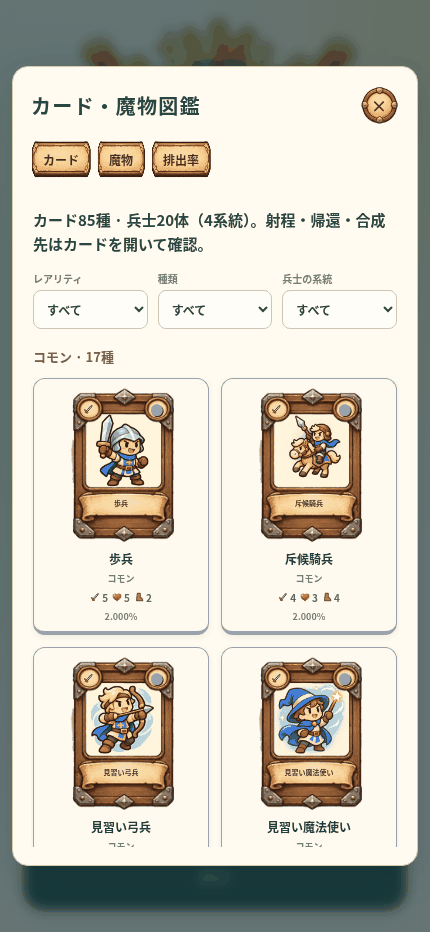 カード・魔物図鑑
カード 魔物 排出率
カード85種・兵士20体（4系統）。射程・帰還・合成
先はカードを開いて確認。
レアリティ 種類 兵士の系統
すべて すべて すべて
コモン・17種
歩兵 斥候騎兵
歩兵 斥候騎兵
コモン コモン
5 5 2 4 3 4
2.000% 2.000%
見習い弓兵 見習い魔法使い
見習い弓兵 見習い魔法使い
コモン コモン